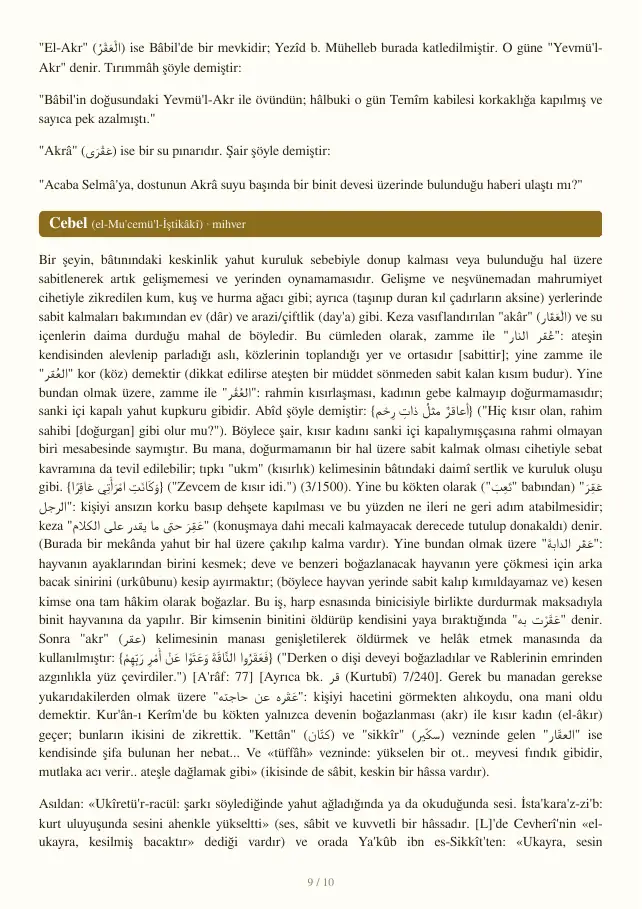 "El-Akr" (الْعَقْرُ) ise Bâbil'de bir mevkidir; Yezîd b. Mühelleb burada katledilmiştir. O güne "Yevmü'l-
Akr" denir. Tırımmâh şöyle demiştir:
"Bâbil'in doğusundaki Yevmü'l-Akr ile övündün; hâlbuki o gün Temîm kabilesi korkaklığa kapılmış ve
sayıca pek azalmıştı."
"Akrâ" (عَقْرَى) ise bir su pınarıdır. Şair şöyle demiştir:
"Acaba Selmâ'ya, dostunun Akrâ suyu başında bir binit devesi üzerinde bulunduğu haberi ulaştı mı?"
Cebel (el-Mu'cemü'l-İştikâkî) · mihver
Bir şeyin, bâtınındaki keskinlik yahut kuruluk sebebiyle donup kalması veya bulunduğu hal üzere
sabitlenerek artık gelişmemesi ve yerinden oynamamasıdır. Gelişme ve neşvünemadan mahrumiyet
cihetiyle zikredilen kum, kuş ve hurma ağacı gibi; ayrıca (taşınıp duran kıl çadırların aksine) yerlerinde
sabit kalmaları bakımından ev (dâr) ve arazi/çiftlik (day'a) gibi. Keza vasıflandırılan "akâr" (الْعَقَار) ve su
içenlerin daima durduğu mahal de böyledir. Bu cümleden olarak, zamme ile "عُقر النار": ateşin
kendisinden alevlenip parladığı aslı, közlerinin toplandığı yer ve ortasıdır [sabittir]; yine zamme ile
"العُقر" kor (köz) demektir (dikkat edilirse ateşten bir müddet sönmeden sabit kalan kısım budur). Yine
bundan olmak üzere, zamme ile "العُقْر": rahmin kısırlaşması, kadının gebe kalmayıp doğurmamasıdır;
sanki içi kapalı yahut kupkuru gibidir. Abîd şöyle demiştir: {أعاقرٌ مثلُ ذاتِ رِحْم} ("Hiç kısır olan, rahim
sahibi [doğurgan] gibi olur mu?"). Böylece şair, kısır kadını sanki içi kapalıymışçasına rahmi olmayan
biri mesabesinde saymıştır. Bu mana, doğurmamanın bir hal üzere sabit kalmak olması cihetiyle sebat
kavramına da tevil edilebilir; tıpkı "ukm" (kısırlık) kelimesinin bâtındaki daimî sertlik ve kuruluk oluşu
gibi. {وَكَانَتِ امْرَأَتِي عَاقِرًا} ("Zevcem de kısır idi.") (3/1500). Yine bu kökten olarak ("تَعِبَ" babından) "عَقِرَ
الرجل": kişiyi ansızın korku basıp dehşete kapılması ve bu yüzden ne ileri ne geri adım atabilmesidir;
keza "عَقِرَ حتى ما يقدر على الكلام" (konuşmaya dahi mecali kalmayacak derecede tutulup donakaldı) denir.
(Burada bir mekânda yahut bir hal üzere çakılıp kalma vardır). Yine bundan olmak üzere "عَقر الدابة":
hayvanın ayaklarından birini kesmek; deve ve benzeri boğazlanacak hayvanın yere çökmesi için arka
bacak sinirini (urkûbunu) kesip ayırmaktır; (böylece hayvan yerinde sabit kalıp kımıldayamaz ve) kesen
kimse ona tam hâkim olarak boğazlar. Bu iş, harp esnasında binicisiyle birlikte durdurmak maksadıyla
binit hayvanına da yapılır. Bir kimsenin binitini öldürüp kendisini yaya bıraktığında "عَقَرْت به" denir.
Sonra "akr" (عقر) kelimesinin manası genişletilerek öldürmek ve helâk etmek manasında da
kullanılmıştır: {فَعَقَرُوا النَّاقَةَ وَعَتَوْا عَنْ أَمْرِ رَبِّهِمْ} ("Derken o dişi deveyi boğazladılar ve Rablerinin emrinden
azgınlıkla yüz çevirdiler.") [A'râf: 77] [Ayrıca bk. قر (Kurtubî) 7/240]. Gerek bu manadan gerekse
yukarıdakilerden olmak üzere "عَقَره عن حاجته": kişiyi hacetini görmekten alıkoydu, ona mani oldu
demektir. Kur'ân-ı Kerîm'de bu kökten yalnızca devenin boğazlanması (akr) ile kısır kadın (el-âkır)
geçer; bunların ikisini de zikrettik. "Kettân" (كتّان) ve "sikkîr" (سكّير) vezninde gelen "العقّار" ise
kendisinde şifa bulunan her nebat... Ve «tüffâh» vezninde: yükselen bir ot.. meyvesi fındık gibidir,
mutlaka acı verir.. ateşle dağlamak gibi» (ikisinde de sâbit, keskin bir hâssa vardır).
Asıldan: «Ukîretü'r-racül: şarkı söylediğinde yahut ağladığında ya da okuduğunda sesi. İsta'kara'z-zi'b:
kurt uluyuşunda sesini ahenkle yükseltti» (ses, sâbit ve kuvvetli bir hâssadır. [L]'de Cevherî'nin «el-
ukayra, kesilmiş bacaktır» dediği vardır) ve orada Ya'kûb ibn es-Sikkît'ten: «Ukayra, sesin
9 / 10